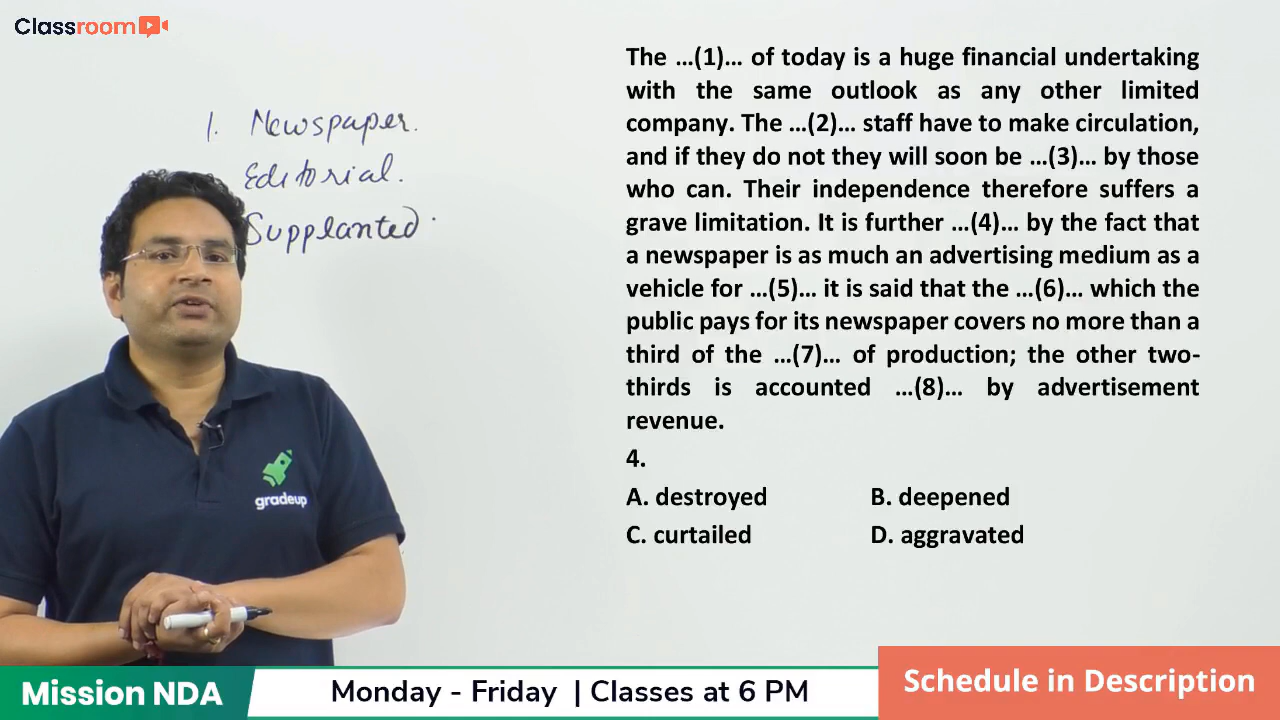 Classroom
1. Newspaper.
Editorial.
Supplanted
The ...(1)... of today is a huge financial undertaking
with the same outlook as any other limited
company. The ...(2)... staff have to make circulation,
and if they do not they will soon be ...(3)... by those
who can. Their independence therefore suffers a
grave limitation. It is further ...(4)... by the fact that
a newspaper is as much an advertising medium as a
vehicle for ...(5)... it is said that the ...(6)... which the
public pays for its newspaper covers no more than a
third of the ...(7)... of production; the other two-
thirds is accounted ...(8)... by advertisement
revenue.
4.
A. destroyed B. deepened
C. curtailed D. aggravated
gradeup
Mission NDA
Monday - Friday | Classes at 6 PM
Schedule in Description